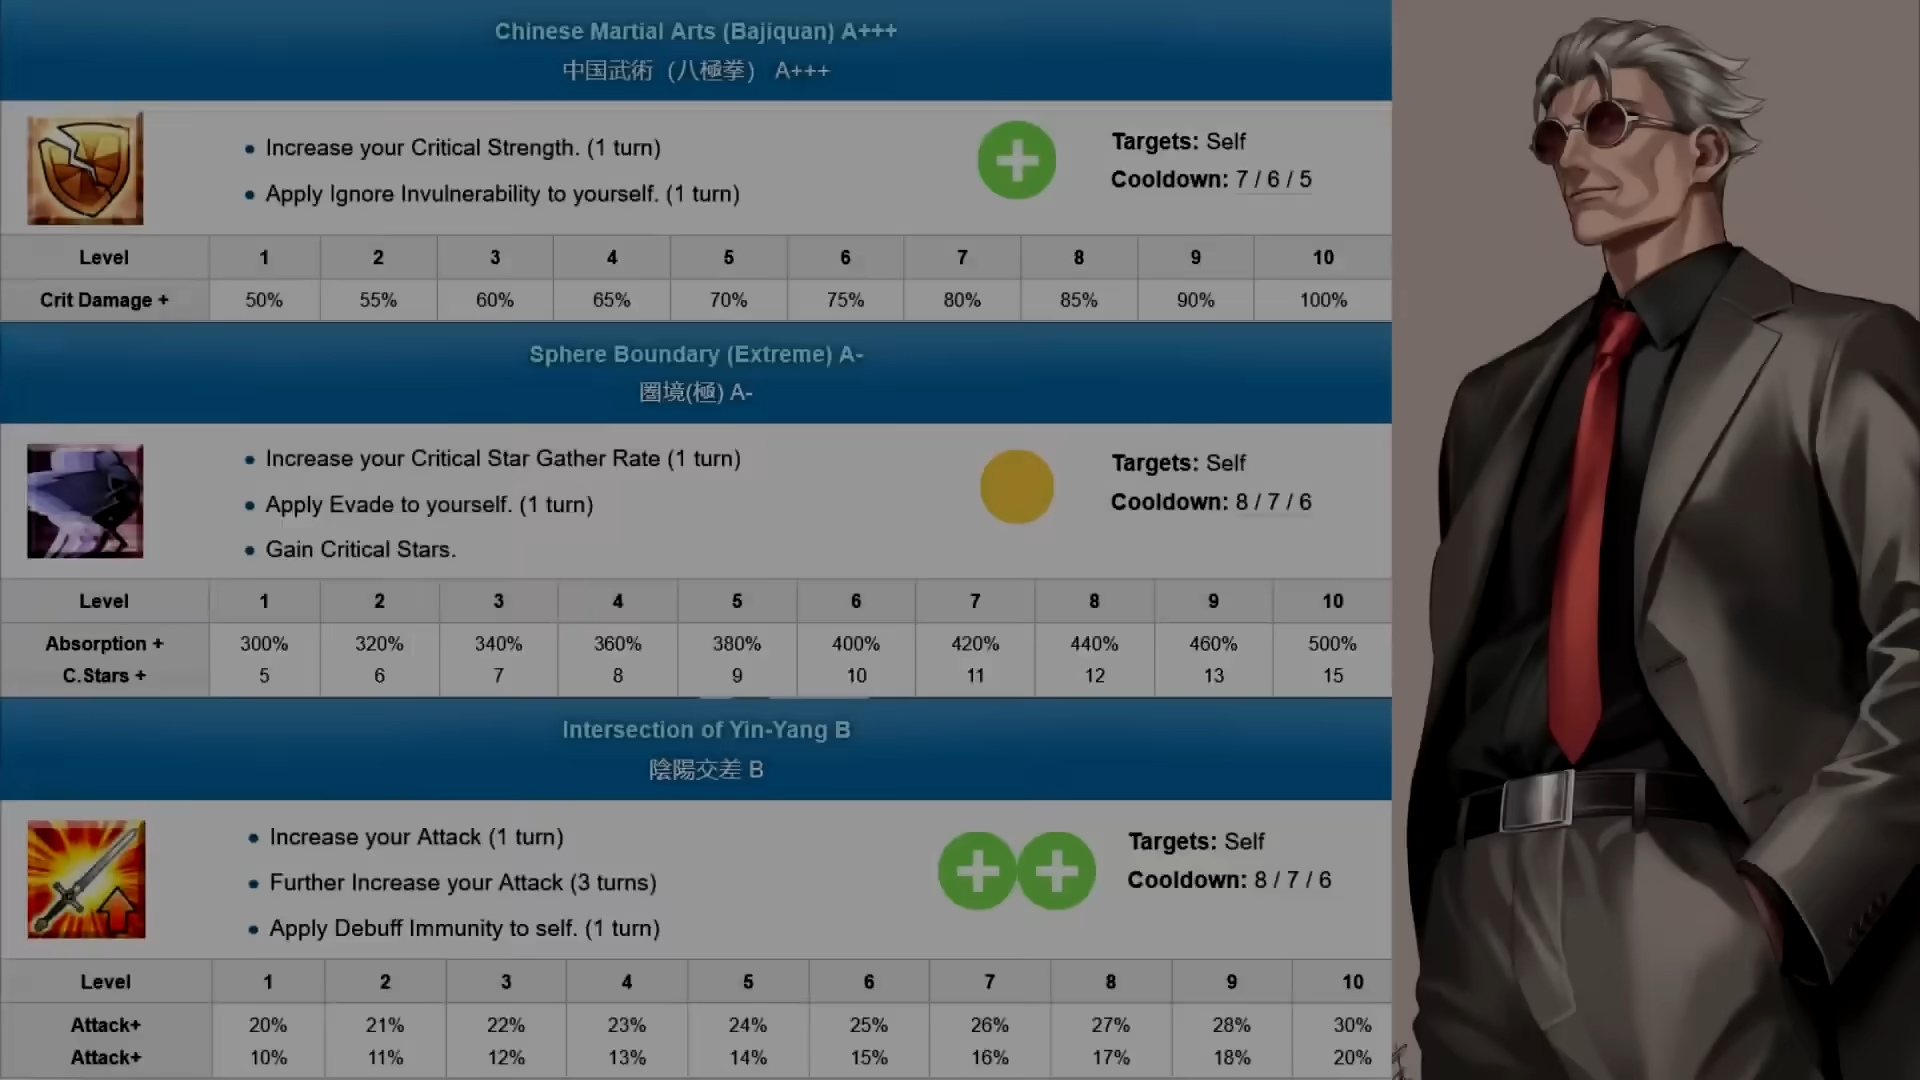 Chinese Martial Arts (Bajiquan) A+++
中国武術（八極拳） A+++
Increase your Critical Strength. (1 turn)
Apply Ignore Invulnerability to yourself. (1 turn)
Targets: Self
Cooldown: 7 / 6 / 5
Level 1 2 3 4 5 6 7 8 9 10
Crit Damage + 50% 55% 60% 65% 70% 75% 80% 85% 90% 100%
Sphere Boundary (Extreme) A-
圏境(極) A-
Increase your Critical Star Gather Rate (1 turn)
Apply Evade to yourself. (1 turn)
Gain Critical Stars.
Targets: Self
Cooldown: 8 / 7 / 6
Level 1 2 3 4 5 6 7 8 9 10
Absorption + 300% 320% 340% 360% 380% 400% 420% 440% 460% 500%
C.Stars + 5 6 7 8 9 10 11 12 13 15
Intersection of Yin-Yang B
陰陽交差 B
Increase your Attack (1 turn)
Further Increase your Attack (3 turns)
Apply Debuff Immunity to self. (1 turn)
Targets: Self
Cooldown: 8 / 7 / 6
Level 1 2 3 4 5 6 7 8 9 10
Attack+ 20% 21% 22% 23% 24% 25% 26% 27% 28% 30%
Attack+ 10% 11% 12% 13% 14% 15% 16% 17% 18% 20%